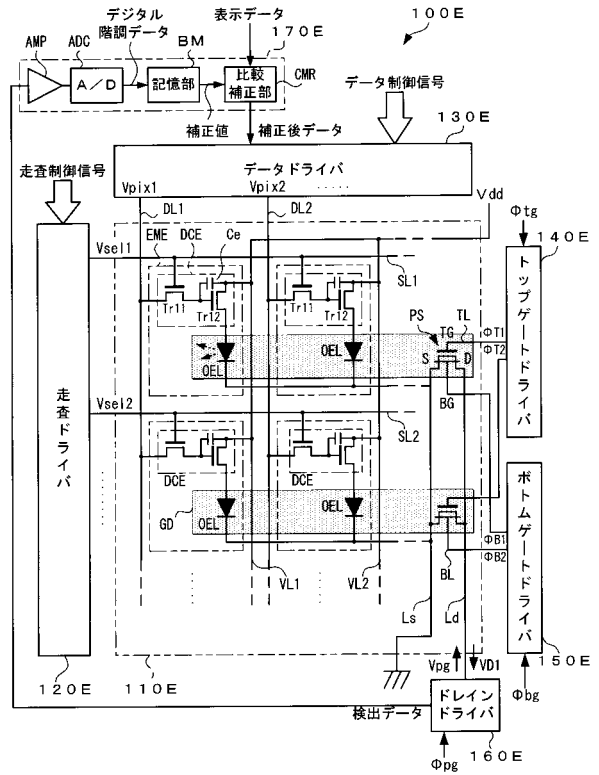 デジタル
階調データ
表示データ
100E
AMP
ADC
BM
170E
A/D
記憶部
比較
補正部
CMR
補正値
補正後データ
データ制御信号
130E
データドライバ
走査制御信号
Vpix1
Vpix2
・・・・・
DL1
DL2
Vdd
Φtg
140E
Vsel1
EME
DCE
Ce
SL1
Tr11
Tr12
Tr11
Tr12
PS
TG
TL
ΦT1
ΦT2
トップゲートドライバ
OEL
OEL
S
D
BG
走査ドライバ
Vsel2
SL2
DCE
DCE
GD
OEL
OEL
BL
ΦB1
ΦB2
ボトムゲートドライバ
VL1
VL2
Ls
Ld
Vpg
VD1
120E
110E
150E
Φbg
検出データ
ドレイン
ドライバ
160E
Φpg